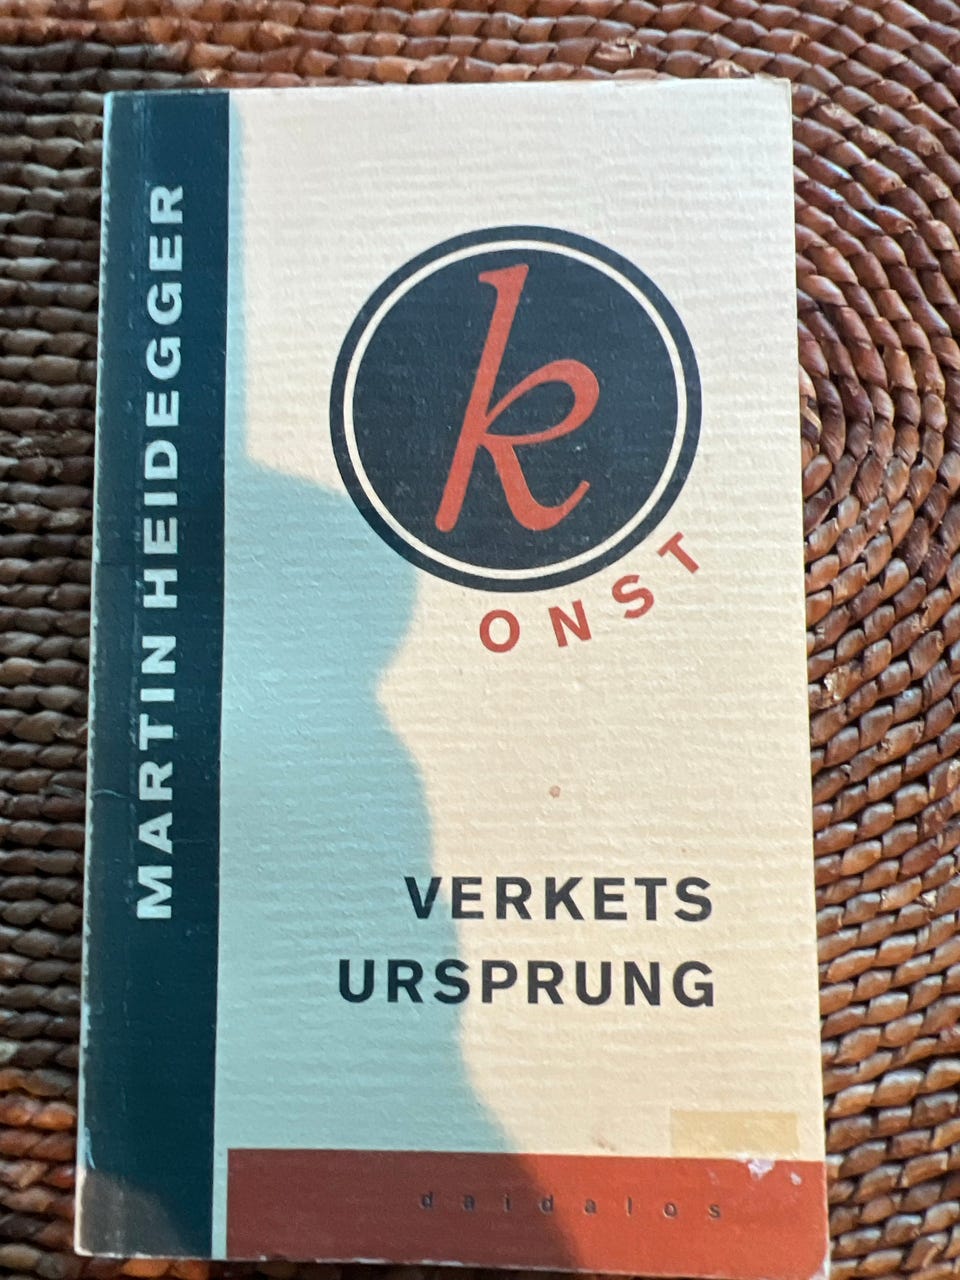 MARTIN HEIDEGGER
k
ONST
VERKETS
URSPRUNG
daidalos